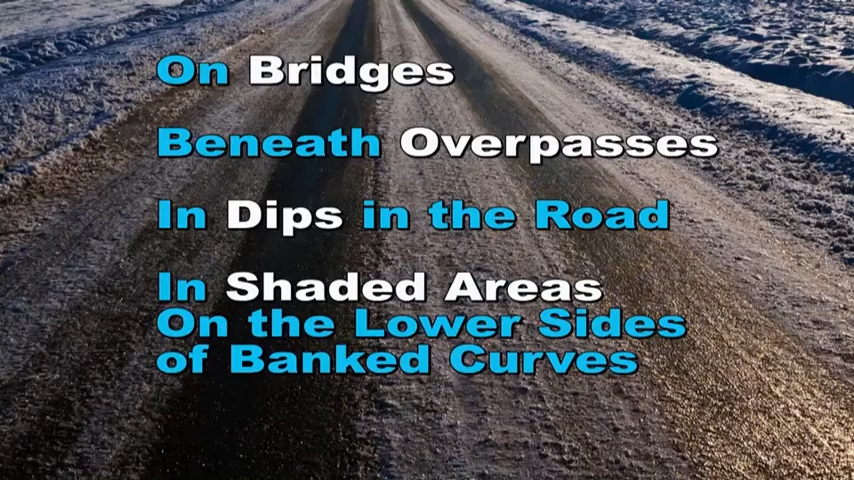 On Bridges
Beneath Overpasses
In Dips in the Road
In Shaded Areas
On the Lower Sides
of Banked Curves